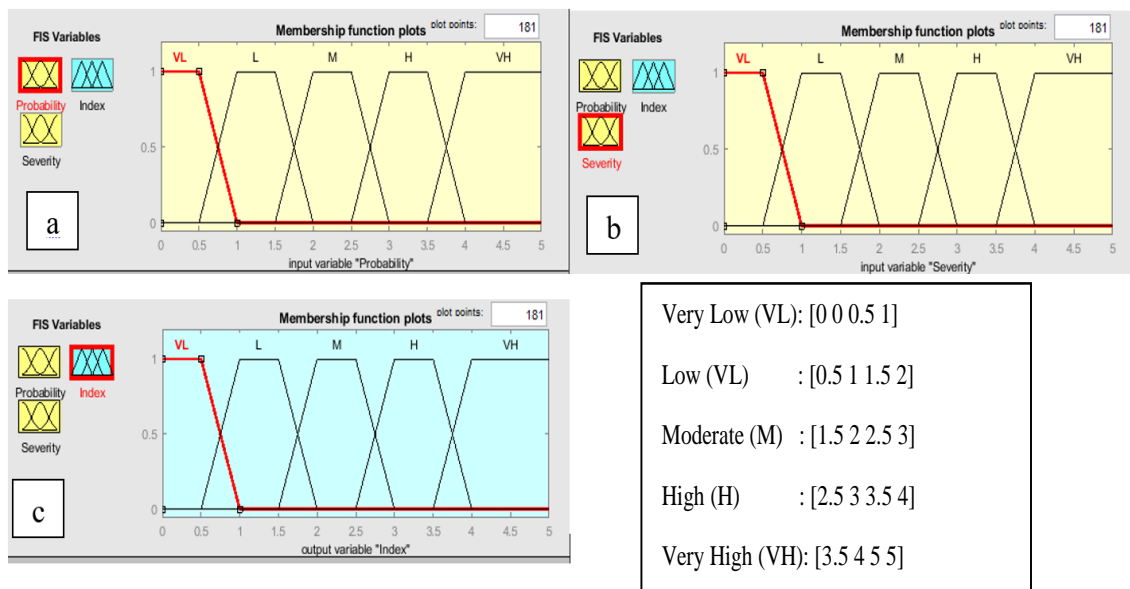 FIS Variables
Membership function plots plot points: 181
VL L M H VH
Probability Index
Severity
1
0.5
0
0 0.5 1 1.5 2 2.5 3 3.5 4 4.5 5
input variable "Probability"
a
FIS Variables
Membership function plots plot points: 181
VL L M H VH
Probability Index
Severity
1
0.5
0
0 0.5 1 1.5 2 2.5 3 3.5 4 4.5 5
input variable "Severity"
b
FIS Variables
Membership function plots plot points: 181
VL L M H VH
Probability Index
Severity
1
0.5
0
0 0.5 1 1.5 2 2.5 3 3.5 4 4.5 5
output variable "Index"
c
Very Low (VL): [0 0 0.5 1]
Low (VL) : [0.5 1 1.5 2]
Moderate (M) : [1.5 2 2.5 3]
High (H) : [2.5 3 3.5 4]
Very High (VH): [3.5 4 5 5]